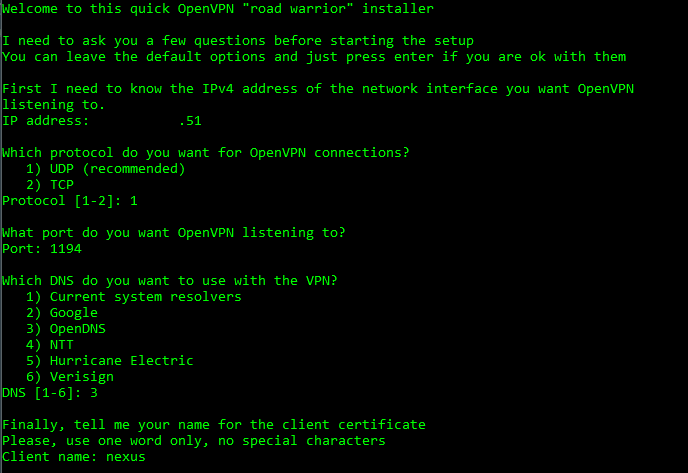 Welcome to this quick OpenVPN "road warrior" installer
I need to ask you a few questions before starting the setup
You can leave the default options and just press enter if you are ok with them
First I need to know the IPv4 address of the network interface you want OpenVPN
listening to.
IP address: .51
Which protocol do you want for OpenVPN connections?
1) UDP (recommended)
2) TCP
Protocol [1-2]: 1
What port do you want OpenVPN listening to?
Port: 1194
Which DNS do you want to use with the VPN?
1) Current system resolvers
2) Google
3) OpenDNS
4) NTT
5) Hurricane Electric
6) Verisign
DNS [1-6]: 3
Finally, tell me your name for the client certificate
Please, use one word only, no special characters
Client name: nexus